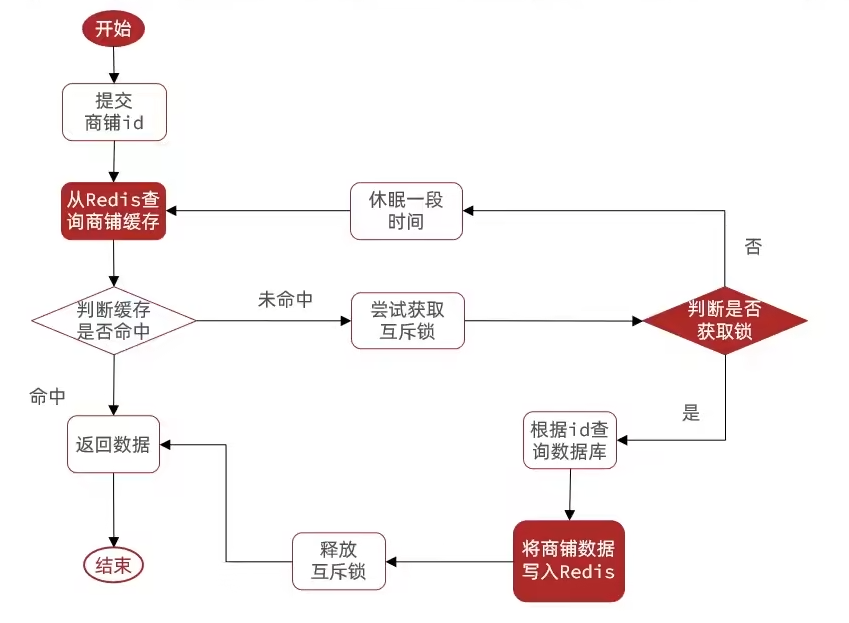 开始
提交
商铺id
从Redis查
询商铺缓存
休眠一段
时间
否
判断缓存
是否命中
未命中
尝试获取
互斥锁
判断是否
获取锁
命中
是
返回数据
根据id查
询数据库
将商铺数据
写入Redis
释放
互斥锁
结束